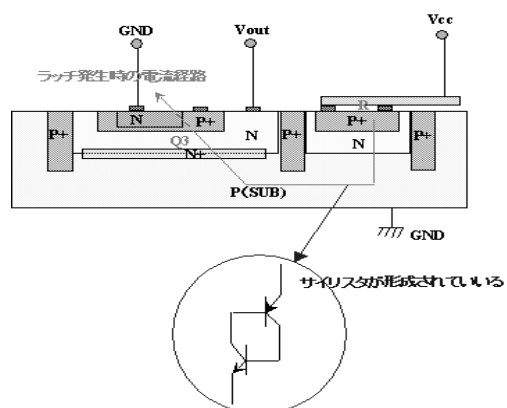 Vcc
GND
Vout
ラッチ発生時の電流経路
R
N
P+
P+
P+
N
P+
P+
Q3
N
N+
P(SUB)
GND
サイリスタが形成されていいる